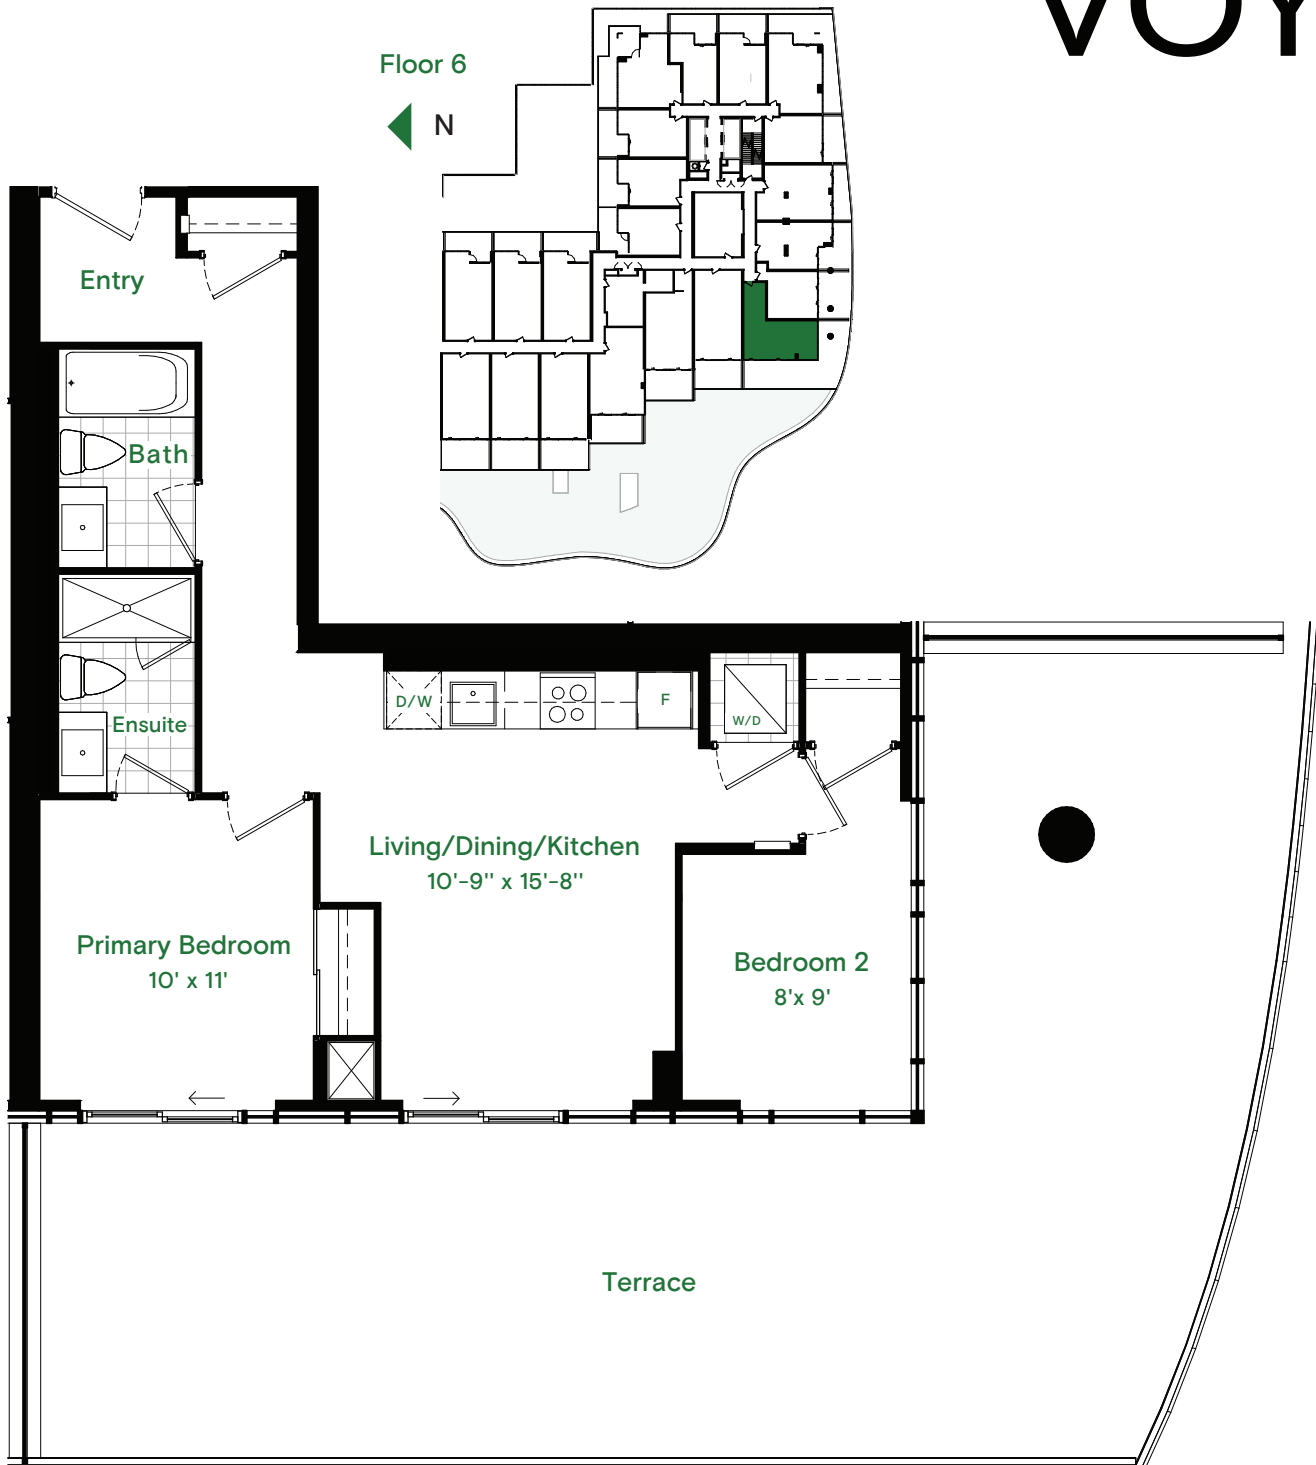 VOY
Floor 6
N
Entry
Bath
Ensuite
D/W
F
W/D
Living/Dining/Kitchen
10'-9'' x 15'-8''
Primary Bedroom
10' x 11'
Bedroom 2
8'x 9'
Terrace